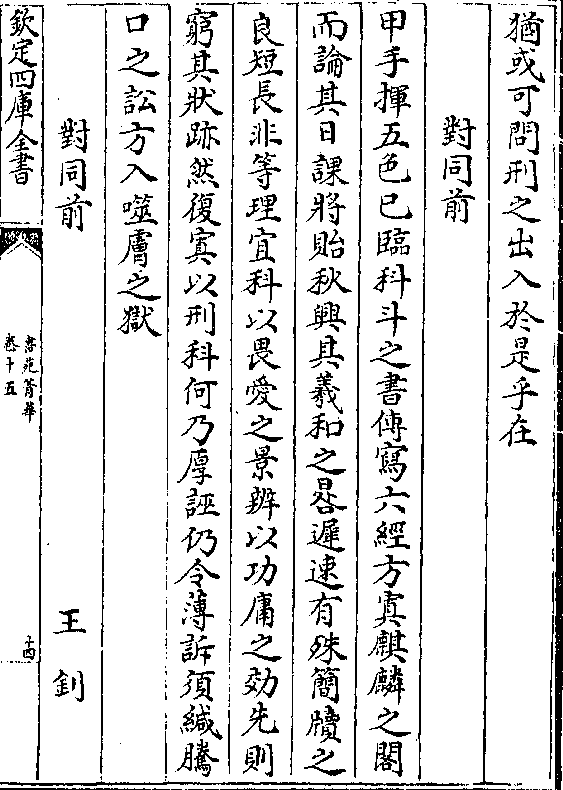 猶或可問刑之出入於是乎在
對同前
甲手揮五色已臨科斗之書傳寫六經方寘麒麟之閣
而論其日課將貽秋興其羲和之晷遲速有殊簡牘之
良短長非等理宜科以畏愛之景辨以功庸之効先則
窮其狀跡然復寘以刑科何乃厚誣仍令薄訴須緘騰
口之訟方入噬膚之獄
對同前 王釗
欽定四庫全書
卷十五
十四